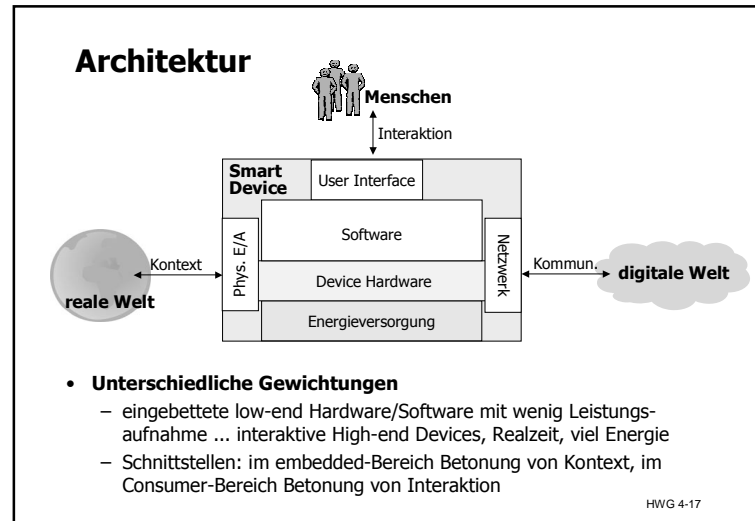 Architektur
Menschen
Interaktion
Smart
Device
User Interface
Phys. E/A
Software
Netzwerk
Kontext
Kommun.
reale Welt
digitale Welt
Device Hardware
Energieversorgung
• Unterschiedliche Gewichtungen
– eingebettete low-end Hardware/Software mit wenig Leistungs-
aufnahme ... interaktive High-end Devices, Realzeit, viel Energie
– Schnittstellen: im embedded-Bereich Betonung von Kontext, im
Consumer-Bereich Betonung von Interaktion
HWG 4-17